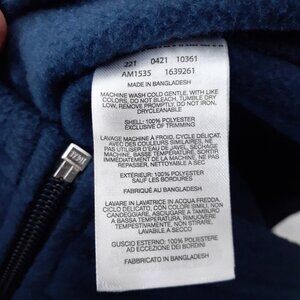 221 0421 10361
AM1535 1639261
MADE IN BANGLADESH
MACHINE WASH COLD GENTLE, WITH LIKE
COLORS. DO NOT BLEACH, TUMBLE DRY
LOW, REMOVE PROMPTLY. DO NOT IRON,
DRYCLEANABLE
SHELL: 100% POLYESTER
EXCLUSIVE OF TRIMMING
LAVAGE MACHINE À FROID, CYCLE DÉLICAT,
AVEC DES COULEURS SIMILAIRES, NE
PAS UTILISER D'EAU DE JAVEL, SÉCHAGE
MACHINE, BASSE TEMPÉRATURE, SORTIR
IMMÉDIATEMENT DE LA MACHINE, NE PAS
REPASSER, NETTOYABLE À SEC
EXTÉRIEUR: 100% POLYESTER
SAUF LES BORDURES
FABRIQUÉ AU BANGLADESH
LAVARE IN LAVATRICE IN ACQUA FREDDA,
CICLO DELICATO, CON COLORI SIMILI, NON
CANDEGGIARE, ASCIUGARE A TAMBURO
A BASSA TEMPERATURA, RIMUOVERE
IMMEDIATAMENTE, NON STIRARE,
LAVABILE A SECCO
GUSCIO ESTERNO: 100% POLYESTER
AD ECCEZIONE DEI BORDINI
FABBRICATO IN BANGLADESH
YKK